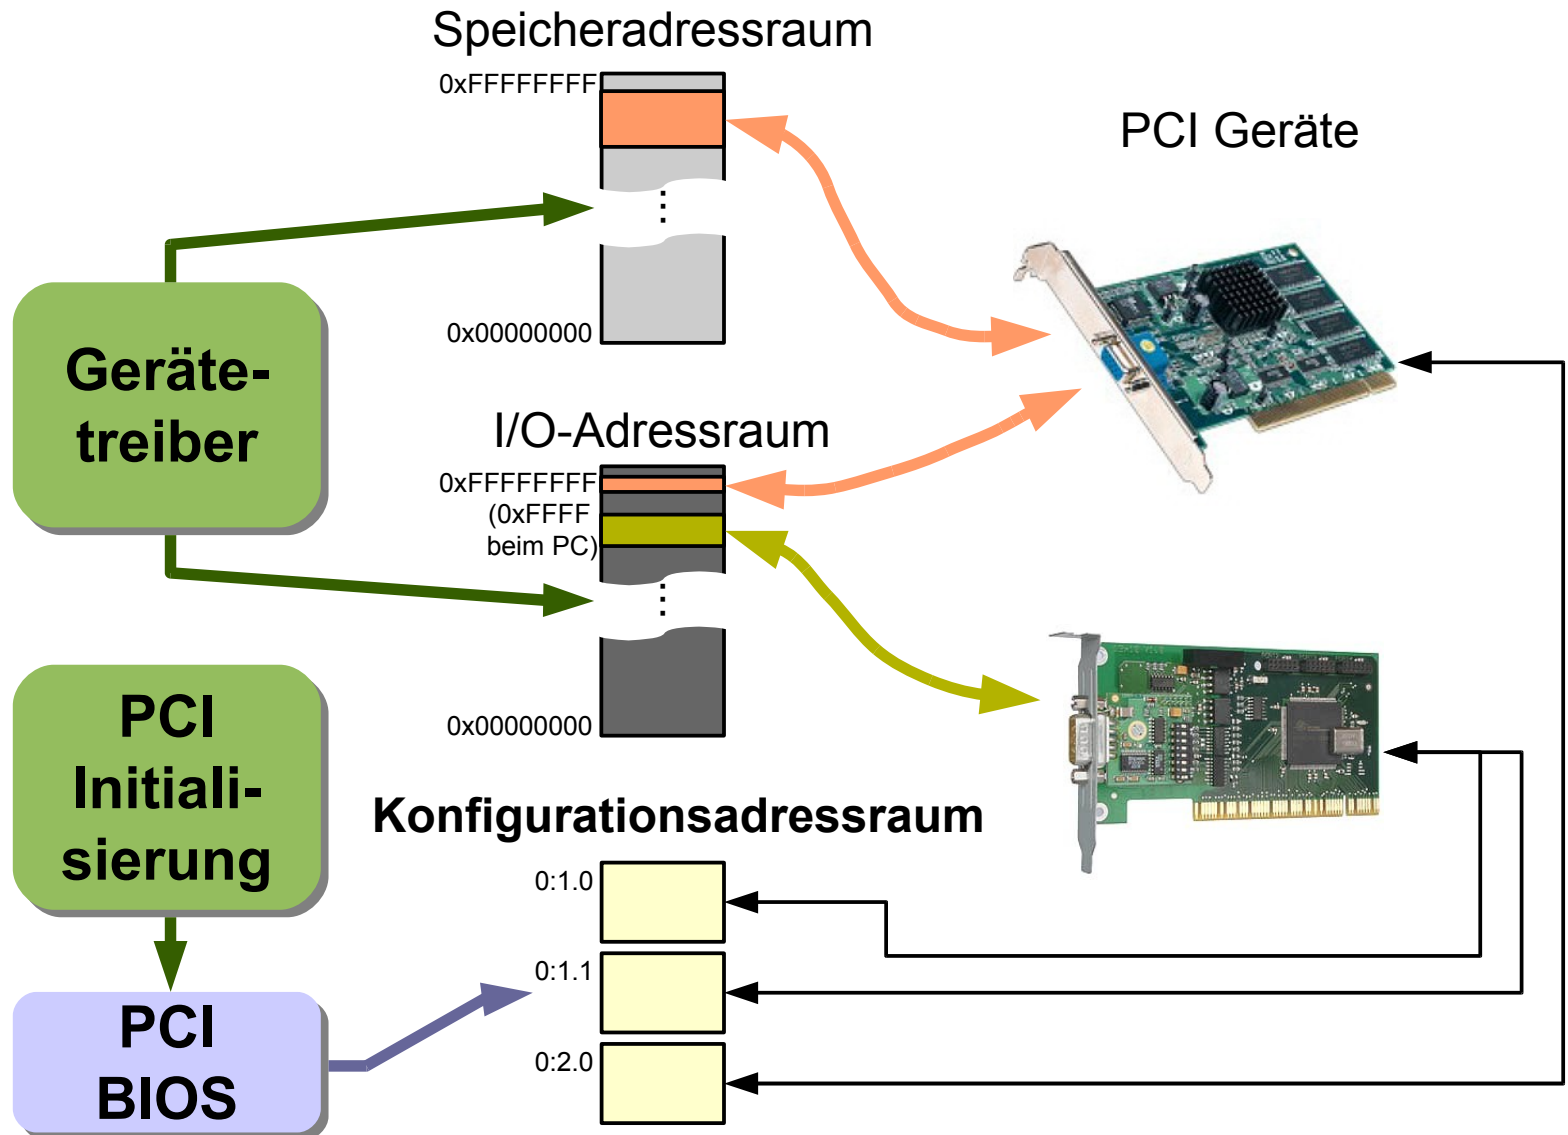 Speicheradressraum
0xFFFFFFFF
0x00000000
PCI Geräte
Geräte-
treiber
I/O-Adressraum
0xFFFFFFFF
(0xFFFF
beim PC)
0x00000000
PCI
Initiali-
sierung
Konfigurationsadressraum
0:1.0
0:1.1
0:2.0
PCI
BIOS